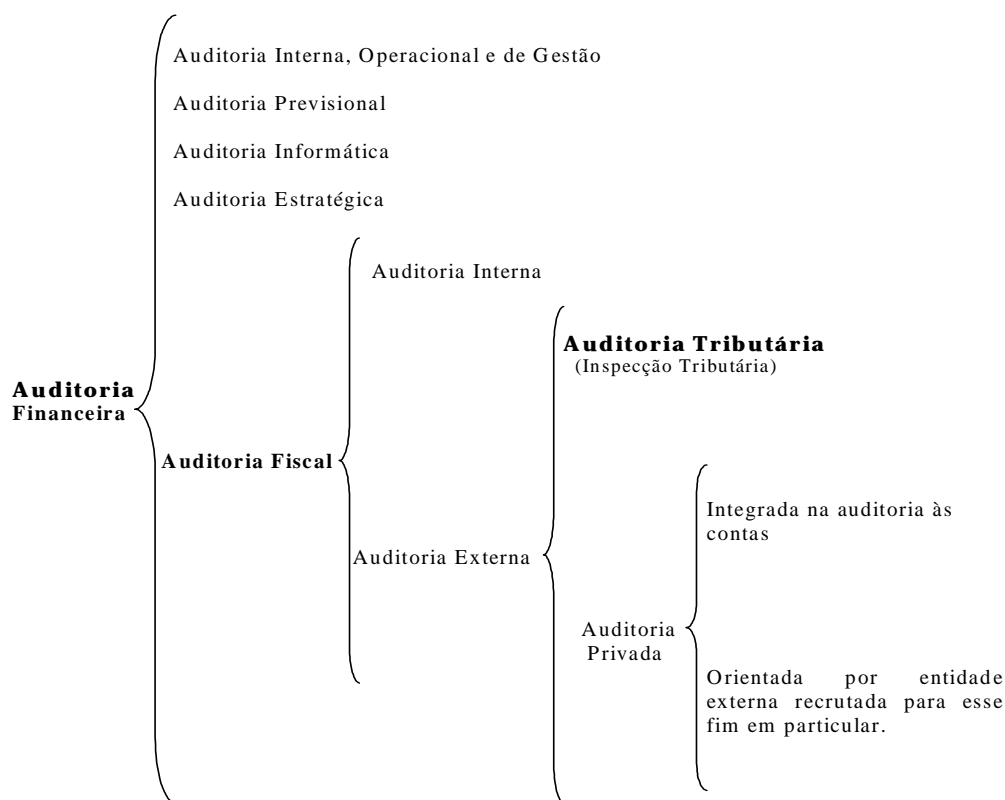 Auditoria Interna, Operacional e de Gestão
Auditoria Previsional
Auditoria Informática
Auditoria Estratégica
Auditoria Interna
Auditoria Tributária
(Inspecção Tributária)
Auditoria
Financeira
Auditoria Fiscal
Integrada na auditoria às
contas
Auditoria Externa
Auditoria
Privada
Orientada por entidade
externa recrutada para esse
fim em particular.